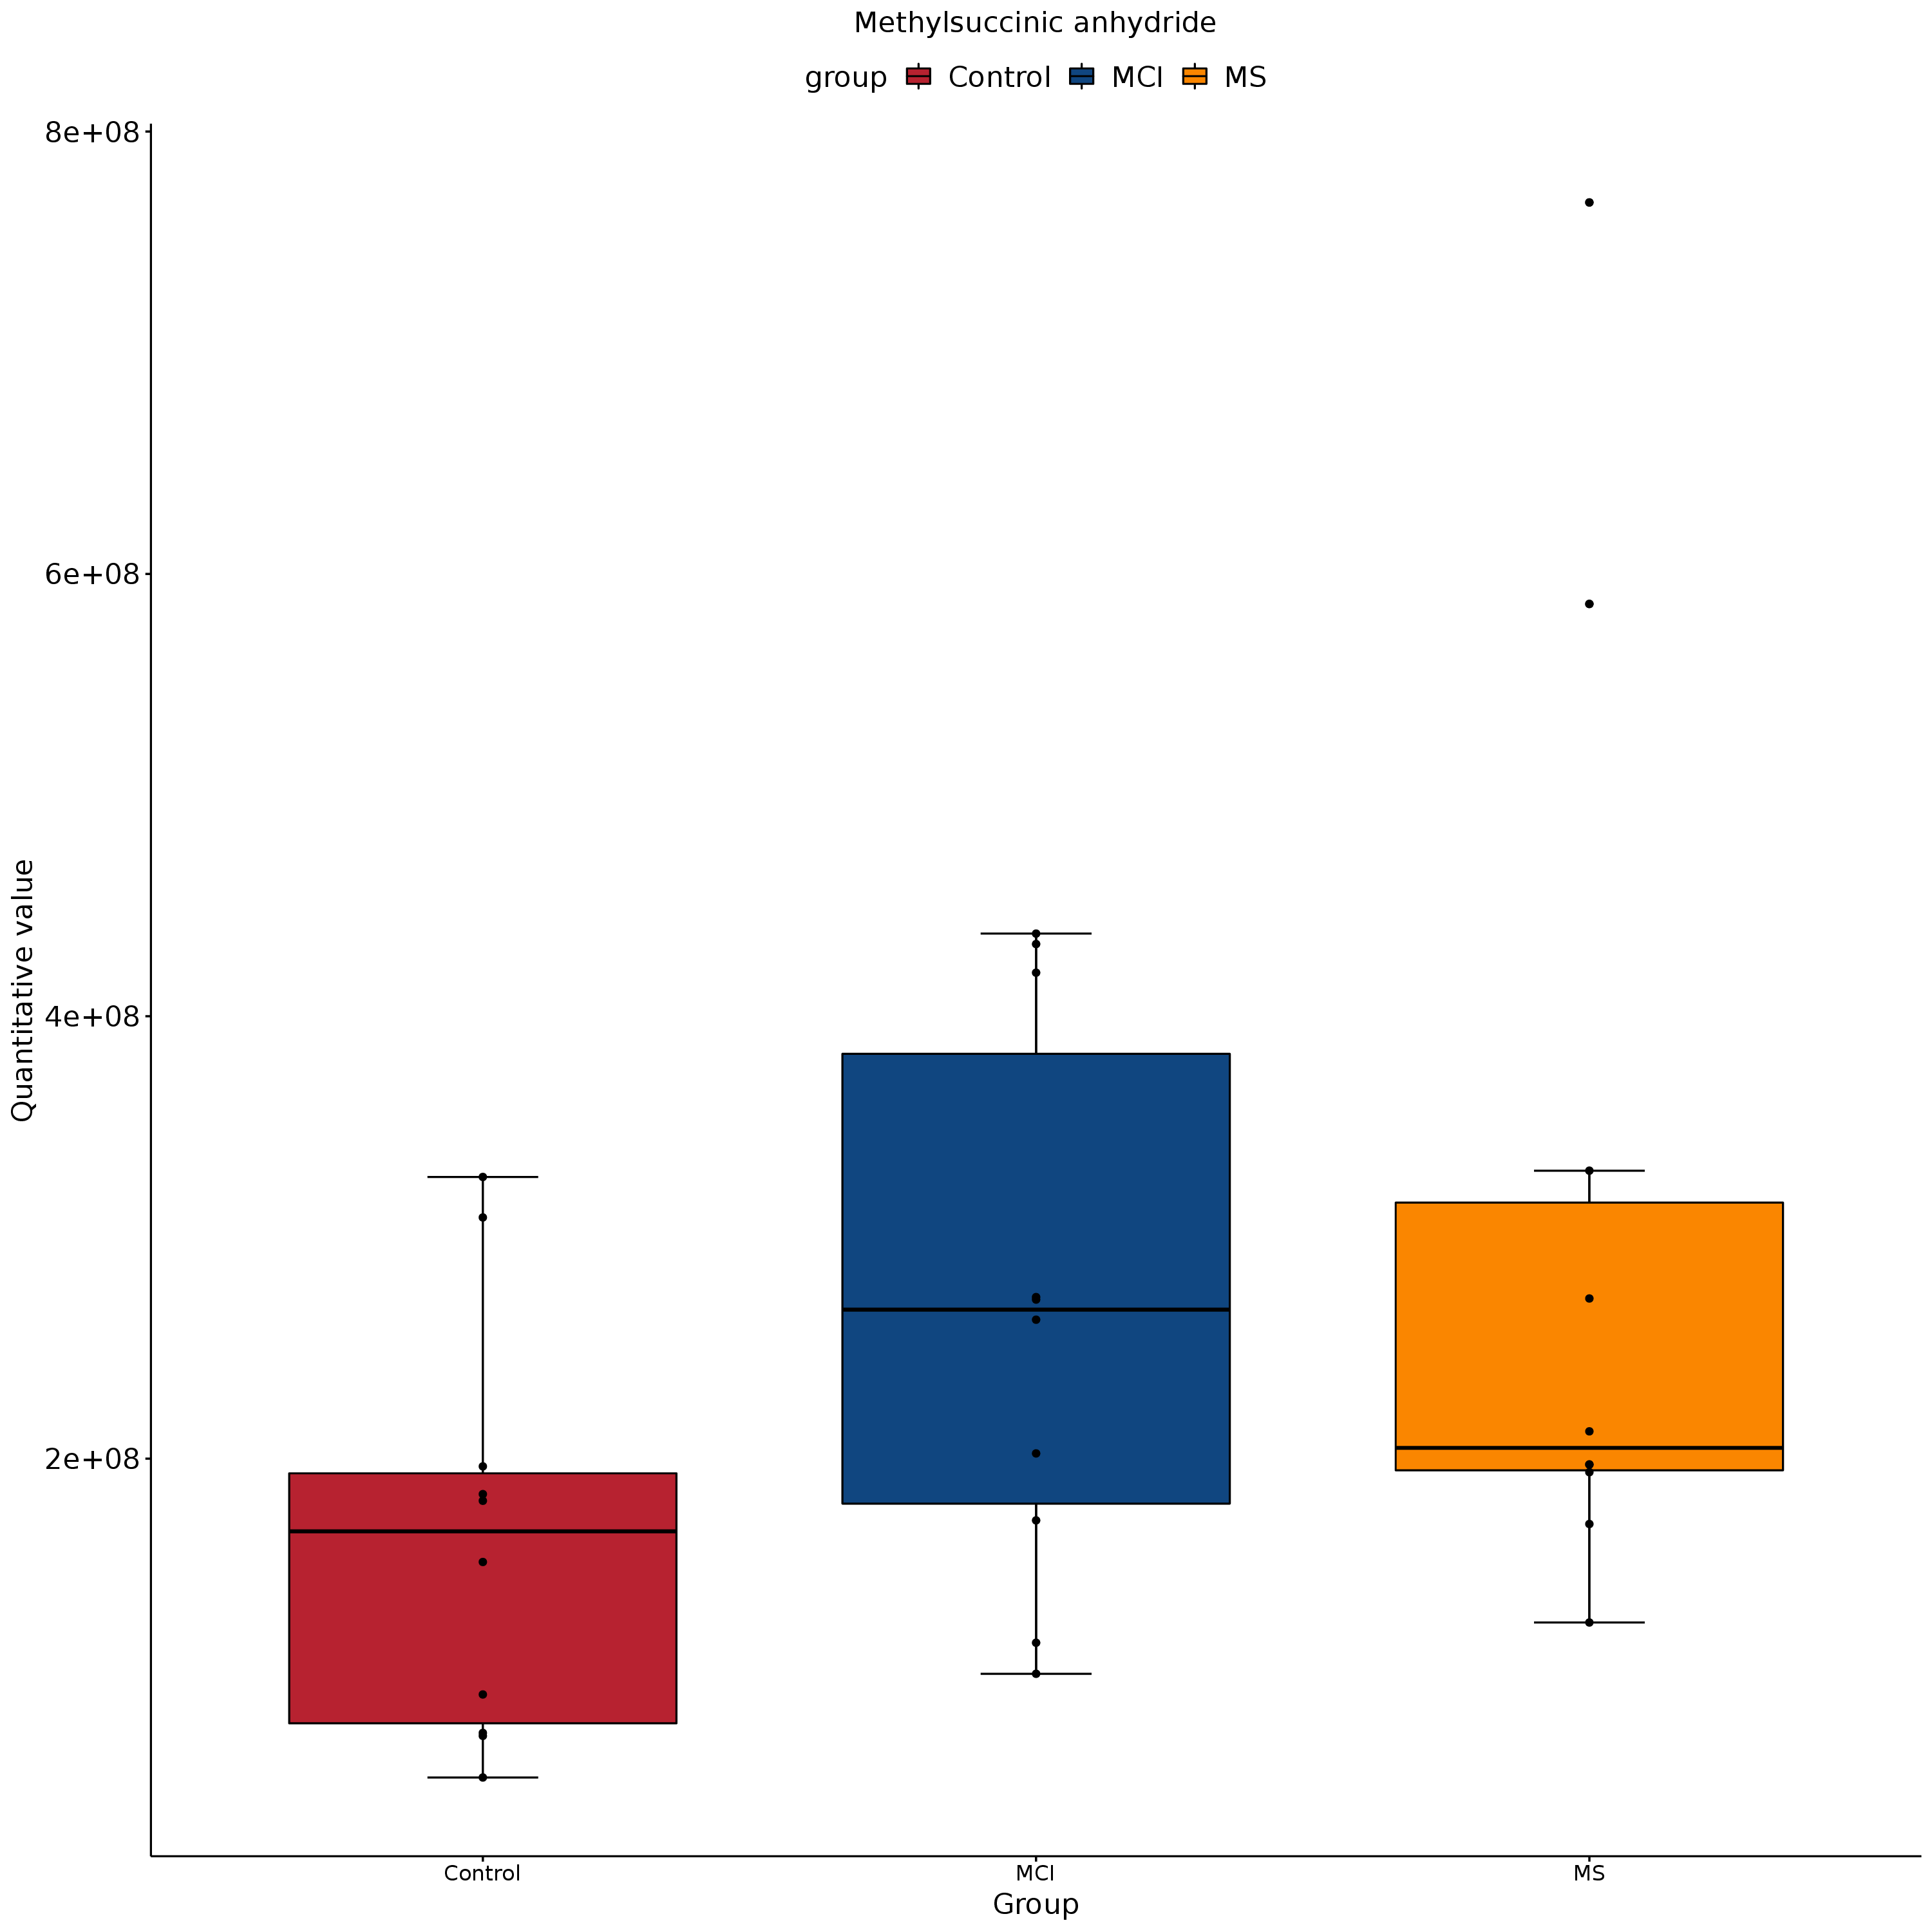 Methylsuccinic anhydride
group Control MCI MS
8e+08
6e+08
4e+08
2e+08
Quantitative value
Control MCI MS
Group